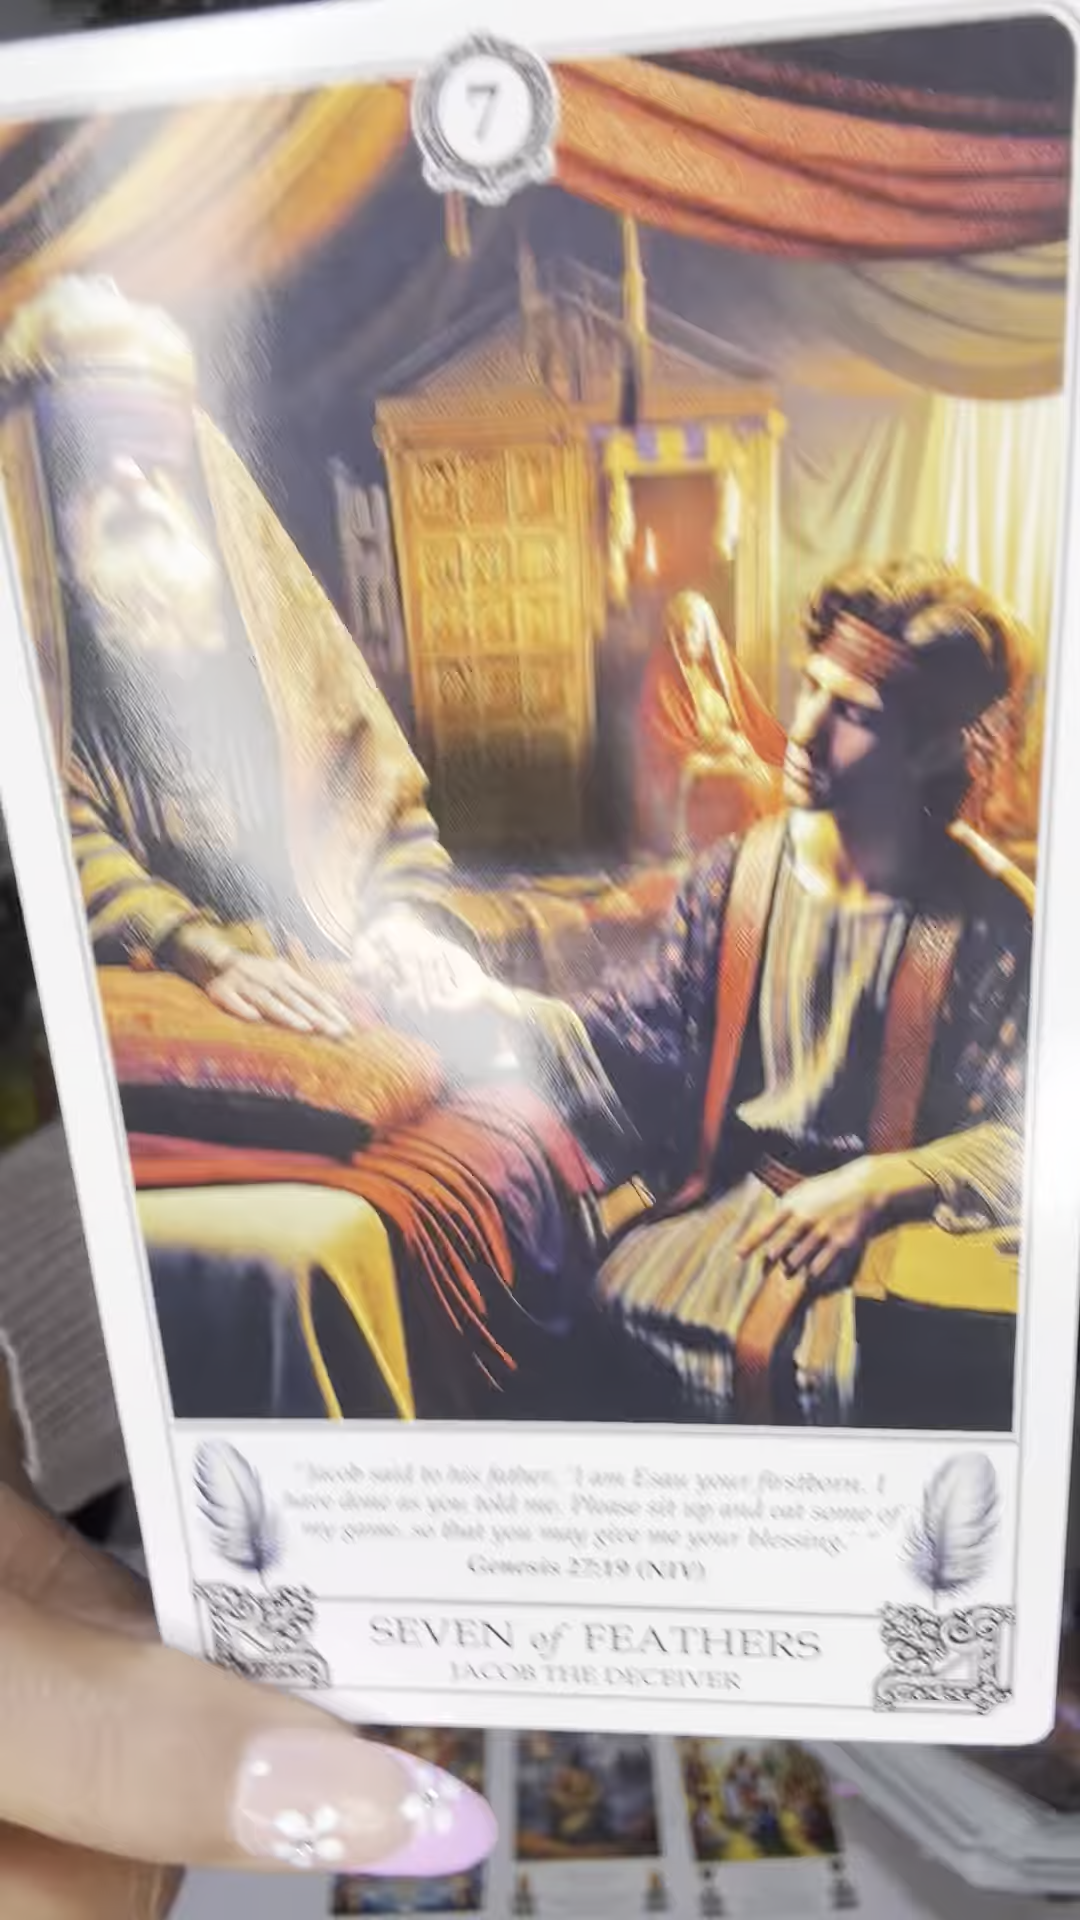 7
"Jacob said to his father, 'I am Esau your firstborn. I
have done as you told me. Please sit up and eat some of
my game, so that you may give me your blessing.' "
Genesis 27:19 (NIV)
SEVEN of FEATHERS
JACOB THE DECEIVER